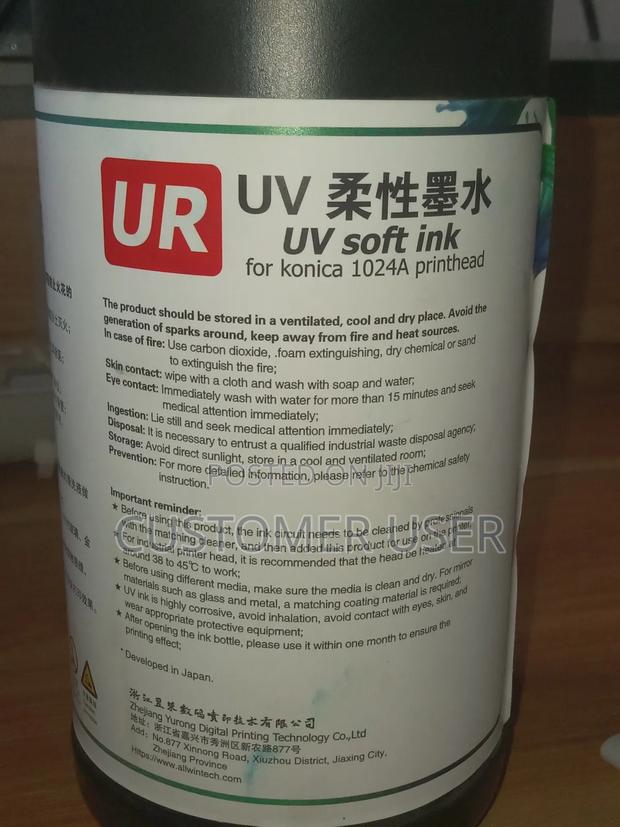 UR
UV 柔性墨水
UV soft ink
for konica 1024A printhead
The product should be stored in a ventilated, cool and dry place. Avoid the
generation of sparks around, keep away from fire and heat sources.
In case of fire: Use carbon dioxide, .foam extinguishing, dry chemical or sand
to extinguish the fire;
Skin contact: wipe with a cloth and wash with soap and water;
Eye contact: Immediately wash with water for more than 15 minutes and seek
medical attention immediately;
Ingestion: Lie still and seek medical attention immediately;
Disposal: It is necessary to entrust a qualified industrial waste disposal agency;
Storage: Avoid direct sunlight, store in a cool and ventilated room;
Prevention: For more detailed information, please refer to the chemical safety
instruction.
POSTED ON JIJI
Important reminder:
★ Before using this product, the ink circuit needs to be cleaned by professionals
with the matching cleaner, and then added this product for use on the printer,
CUSTOMER USER
For industrial printer head, it is recommended that the head be heated at
around 38 to 45℃ to work;
★ Before using different media, make sure the media is clean and dry. For mirror
materials such as glass and metal, a matching coating material is required;
★ UV ink is highly corrosive, avoid inhalation, avoid contact with eyes, skin, and
wear appropriate protective equipment;
★ After opening the ink bottle, please use it within one month to ensure the
printing effect;
* Developed in Japan.
浙江昱荣数码喷印技术有限公司
Zhejiang Yurong Digital Printing Technology Co.,Ltd
地址：浙江省嘉兴市秀洲区新农路877号
Add: No.877 Xinnong Road, Xiuzhou District, Jiaxing City.
Zhejiang Province
Https://www.allwintech.com